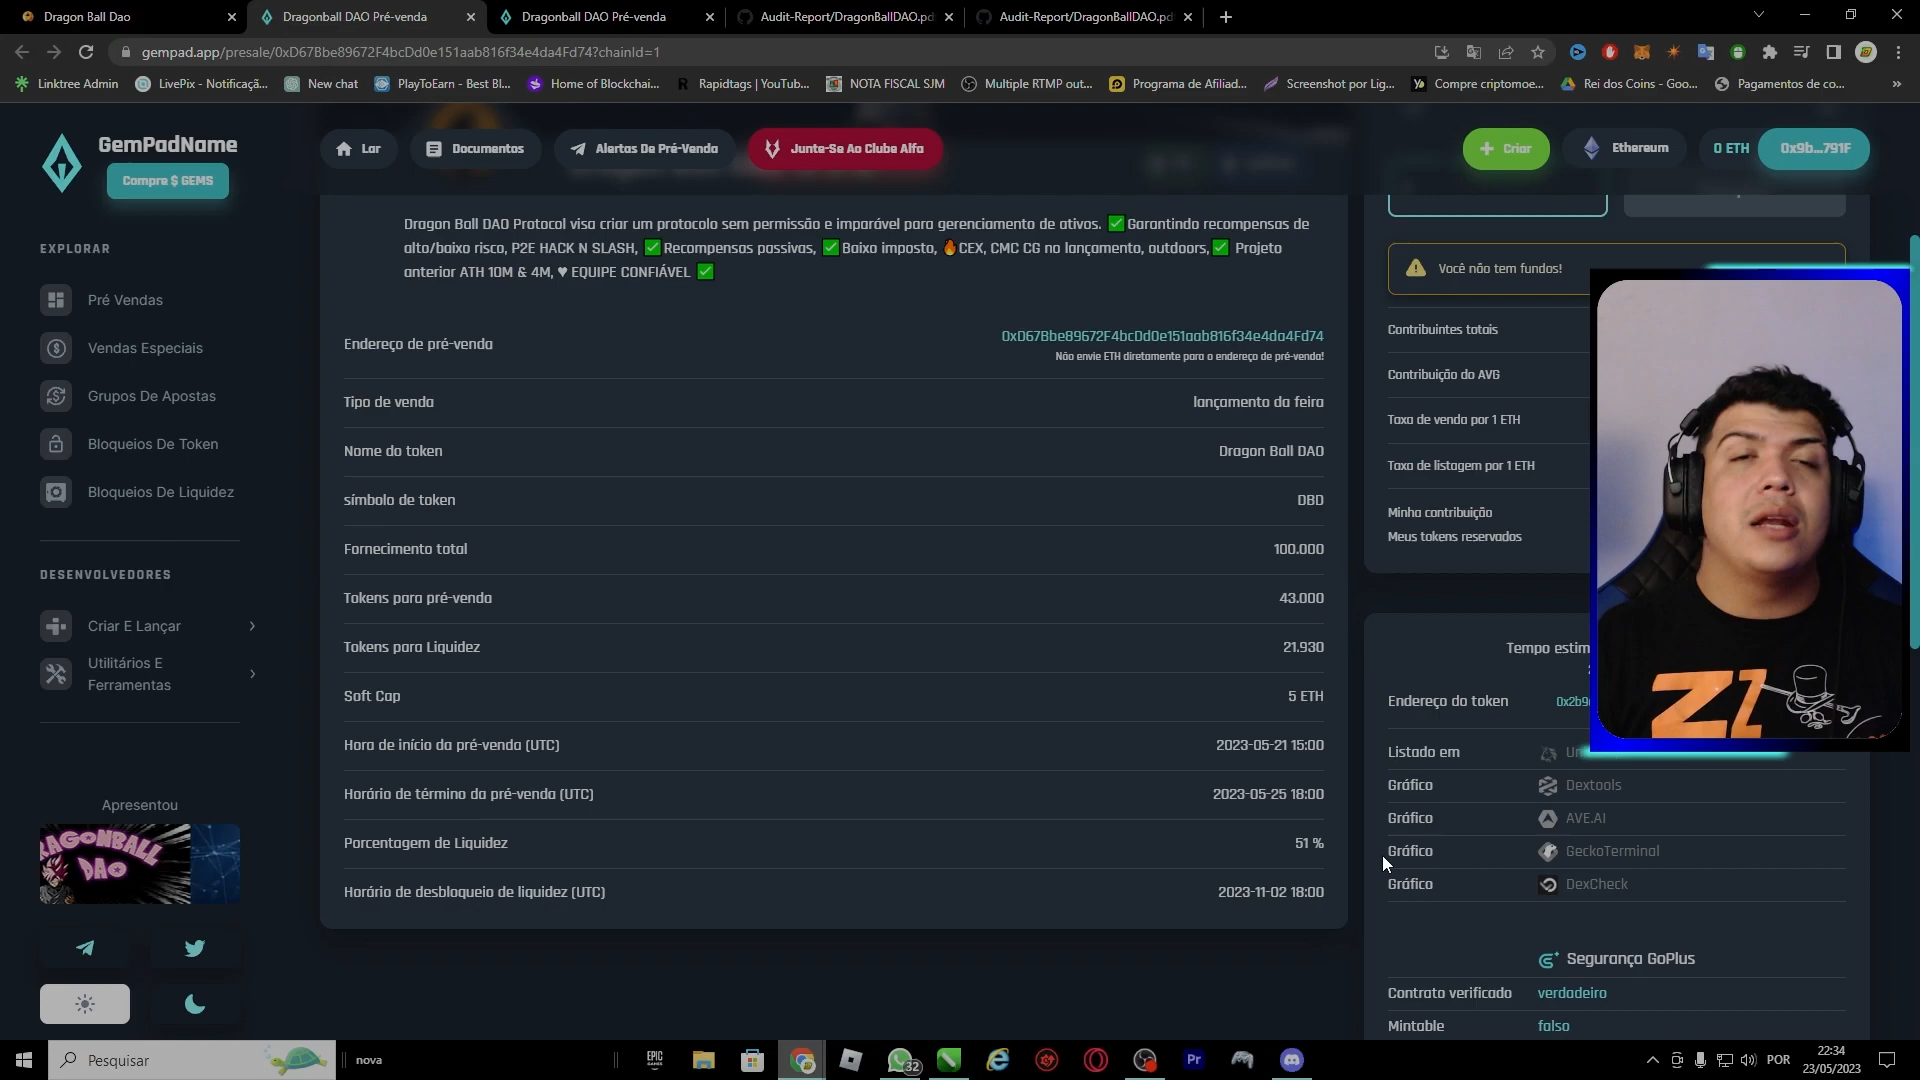 Dragon Ball Dao
Dragonball DAO Pré-venda
Dragonball DAO Pré-venda
Audit-Report/DragonBallDAO.pd
Audit-Report/DragonBallDAO.pd
gempad.app/presale/0xD67Bbe89672F4bcDd0e151aab816f34e4da4Fd74?chainId=1
Linktree Admin
LivePix - Notificaçã...
New chat
PlayToEarn - Best Bl...
Home of Blockchai...
Rapidtags | YouTub...
NOTA FISCAL SJM
Multiple RTMP out...
Programa de Afiliad...
Screenshot por Lig...
Compre criptomoe...
Rei dos Coins - Goo...
Pagamentos de co...
GemPadName
Compre $ GEMS
Lar
Documentos
Alertas De Pré-Venda
Junte-Se Ao Clube Alfa
Criar
Ethereum
0 ETH
0x9b...791F
EXPLORAR
Pré Vendas
Vendas Especiais
Grupos De Apostas
Bloqueios De Token
Bloqueios De Liquidez
DESENVOLVEDORES
Criar E Lançar
Utilitários E
Ferramentas
Apresentou
DRAGONBALL
DAO
Dragon Ball DAO Protocol visa criar um protocolo sem permissão e imparável para gerenciamento de ativos. ✅Garantindo recompensas de
alto/baixo risco, P2E HACK N SLASH, ✅Recompensas passivas, ✅Baixo imposto, 🔥CEX, CMC CG no lançamento, outdoors,✅ Projeto
anterior ATH 10M & 4M, ♥ EQUIPE CONFIÁVEL ✅
Endereço de pré-venda
0xD67Bbe89672F4bcDd0e151aab816f34e4da4Fd74
Não envie ETH diretamente para o endereço de pré-venda!
Tipo de venda
lançamento da feira
Nome do token
Dragon Ball DAO
símbolo de token
DBD
Fornecimento total
100.000
Tokens para pré-venda
43.000
Tokens para Liquidez
21.930
Soft Cap
5 ETH
Hora de início da pré-venda (UTC)
2023-05-21 15:00
Horário de término da pré-venda (UTC)
2023-05-25 18:00
Porcentagem de Liquidez
51 %
Horário de desbloqueio de liquidez (UTC)
2023-11-02 18:00
Você não tem fundos!
Contribuintes totais
Contribuição do AVG
Taxa de venda por 1 ETH
Taxa de listagem por 1 ETH
Minha contribuição
Meus tokens reservados
Tempo estim
Endereço do token
0x2b9
Listado em
Un
Gráfico
Dextools
Gráfico
AVE.AI
Gráfico
GeckoTerminal
Gráfico
DexCheck
Segurança GoPlus
Contrato verificado
verdadeiro
Mintable
falso
Pesquisar
nova
EPIC
GAMES
32
Pr
POR
22:34
23/05/2023